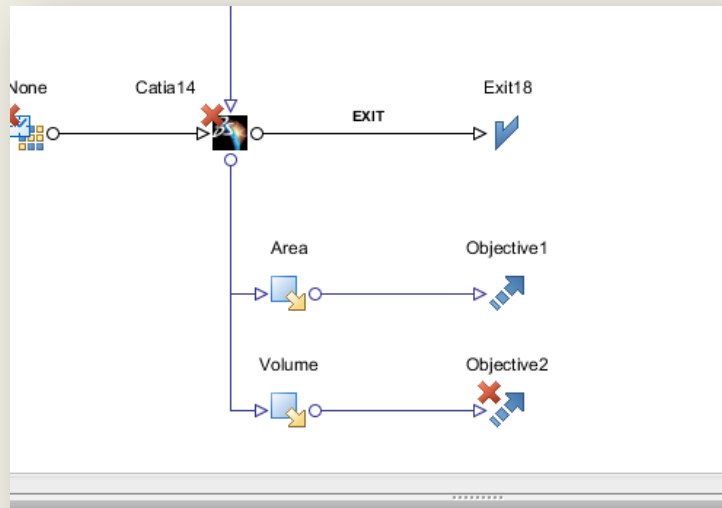 None
Catia14
Exit18
EXIT
Area
Objective1
Volume
Objective2